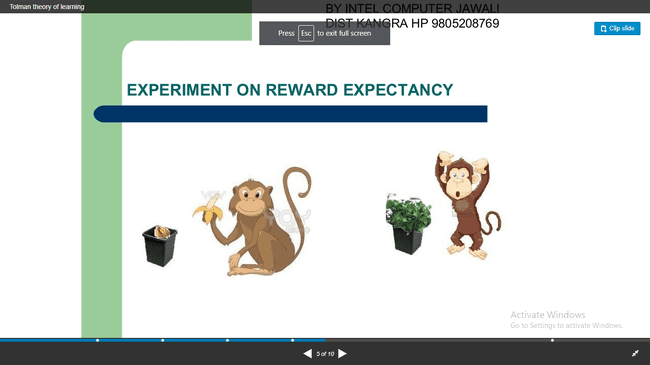 Tolman theory of learning
BY INTEL COMPUTER JAWALI
DIST KANGRA HP 9805208769
Press Esc to exit full screen
Clip slide
EXPERIMENT ON REWARD EXPECTANCY
Activate Windows
Go to Settings to activate Windows.
5 of 10